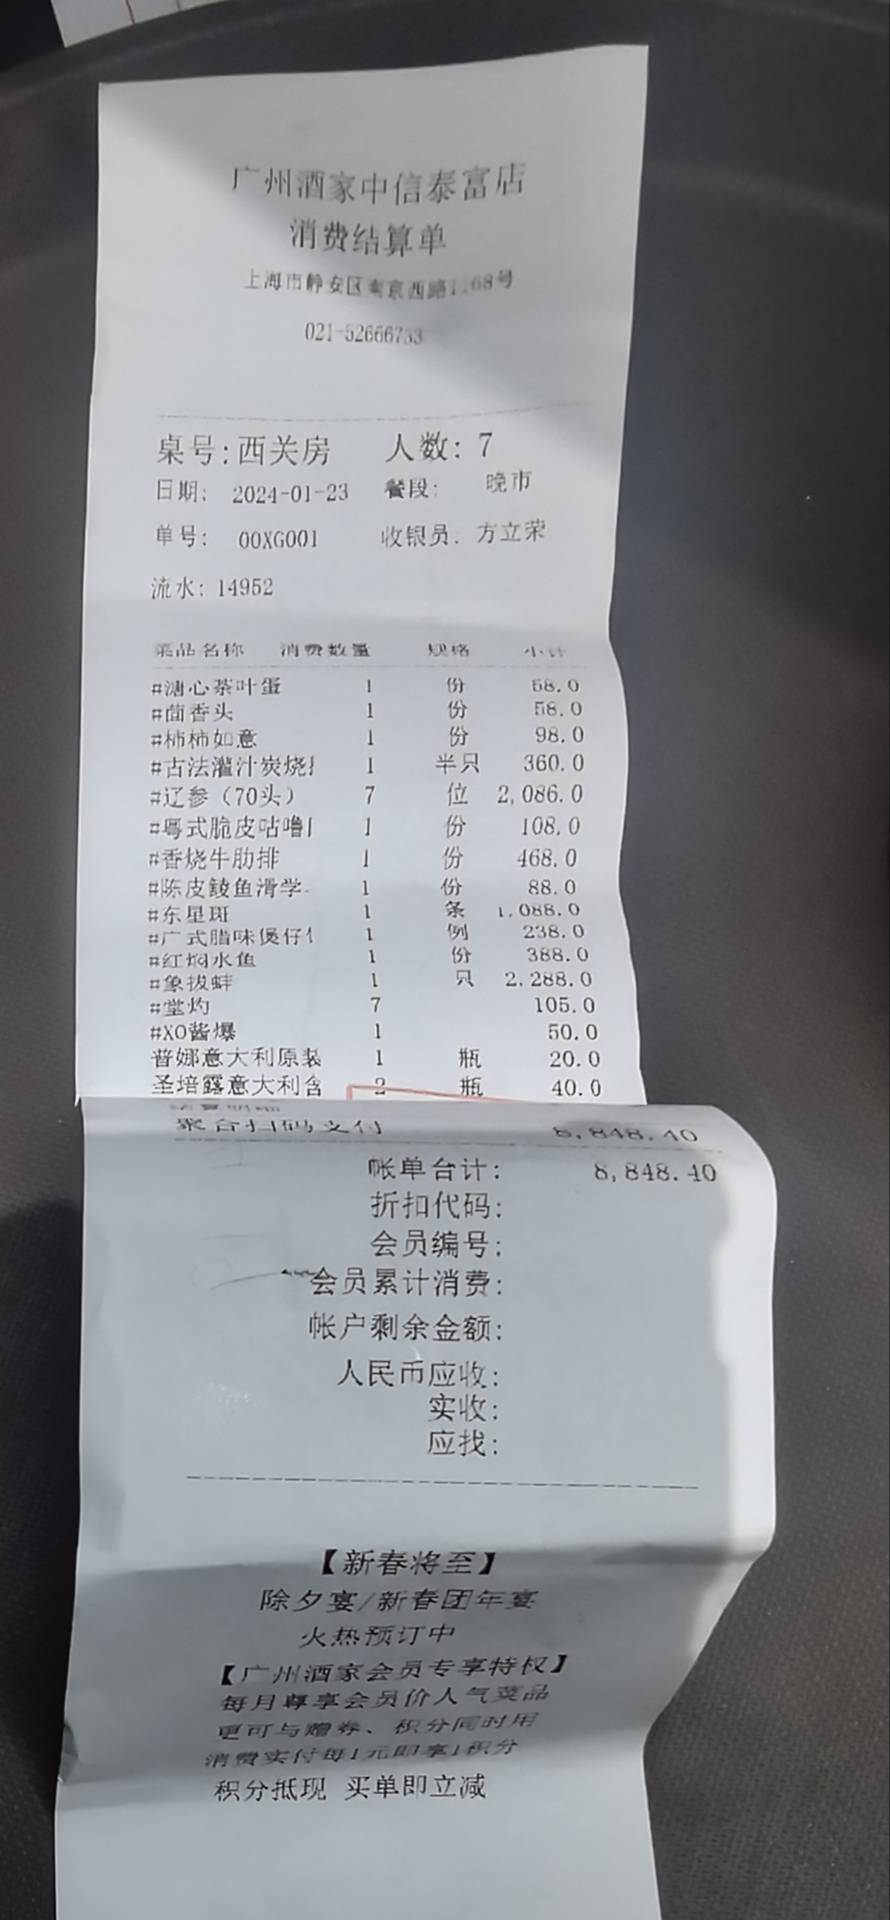 广州酒家中信泰富店
消费结算单
上海市静安区南京西路1168号
021-52666733
桌号:西关房 人数: 7
日期: 2024-01-23 餐段: 晚市
单号: 00XG001 收银员: 方立荣
流水: 14952
菜品名称 消费数量 规格 小计
#溏心茶叶蛋 1 份 58.0
#茴香头 1 份 58.0
#柿柿如意 1 份 98.0
#古法灌汁炭烧 1 半只 360.0
#辽参（70头） 7 位 2,086.0
#粤式脆皮咕噜 1 份 108.0
#香烧牛肋排 1 份 468.0
#陈皮鲮鱼滑学 1 份 88.0
#东星斑 1 条 1,088.0
#广式腊味煲仔 1 例 238.0
#红焖水鱼 1 份 388.0
#象拔蚌 1 只 2,288.0
#堂灼 7 105.0
#XO酱爆 1 50.0
普娜意大利原装 1 瓶 20.0
圣培露意大利含 2 瓶 40.0
聚合扫码支付 8,848.40
帐单合计: 8,848.40
折扣代码:
会员编号:
会员累计消费:
帐户剩余金额:
人民币应收:
实收:
应找:
【新春将至】
除夕宴/新春团年宴
火热预订中
【广州酒家会员专享特权】
每月尊享会员价人气菜品
更可与赠券、积分同时用
消费实付每1元即享1积分
积分抵现 买单即立减